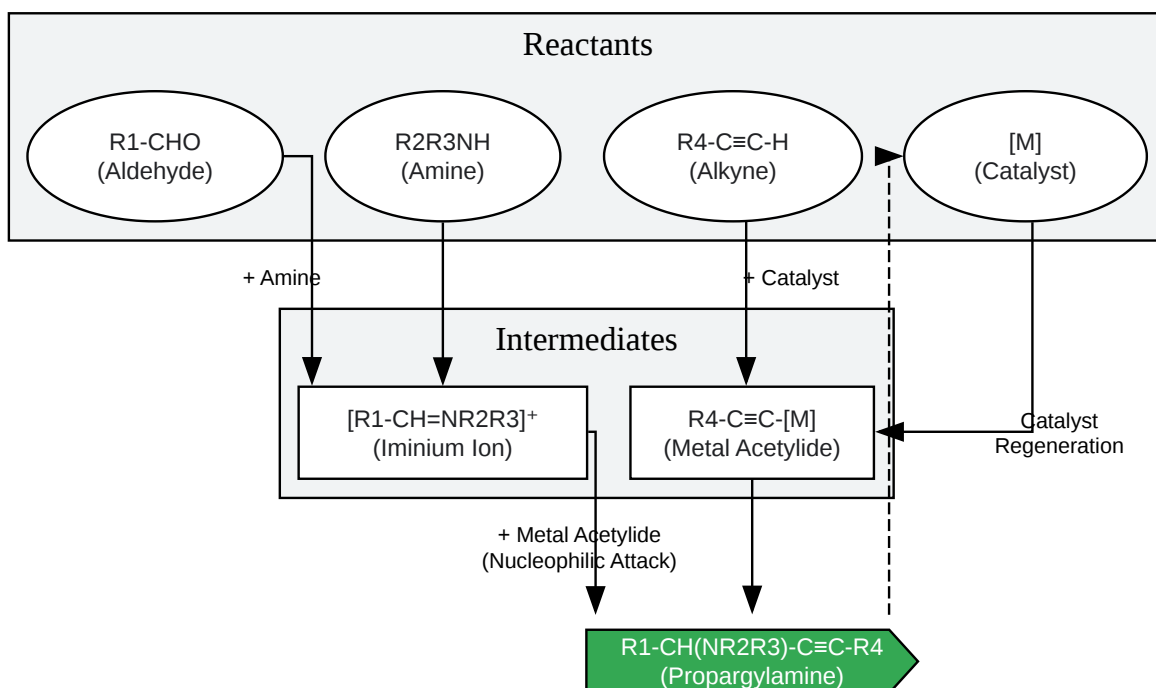 Reactants
R1-CHO
(Aldehyde)
R2R3NH
(Amine)
R4-C≡C-H
(Alkyne)
[M]
(Catalyst)
+ Amine
+ Catalyst
Intermediates
[R1-CH=NR2R3]⁺
(Iminium Ion)
R4-C≡C-[M]
(Metal Acetylide)
Catalyst
Regeneration
+ Metal Acetylide
(Nucleophilic Attack)
R1-CH(NR2R3)-C≡C-R4
(Propargylamine)